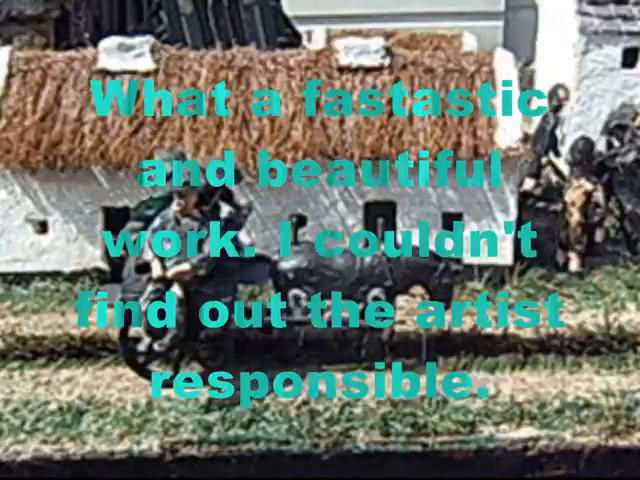 What a fastastic
and beautiful
work. I couldn't
find out the artist
responsible.